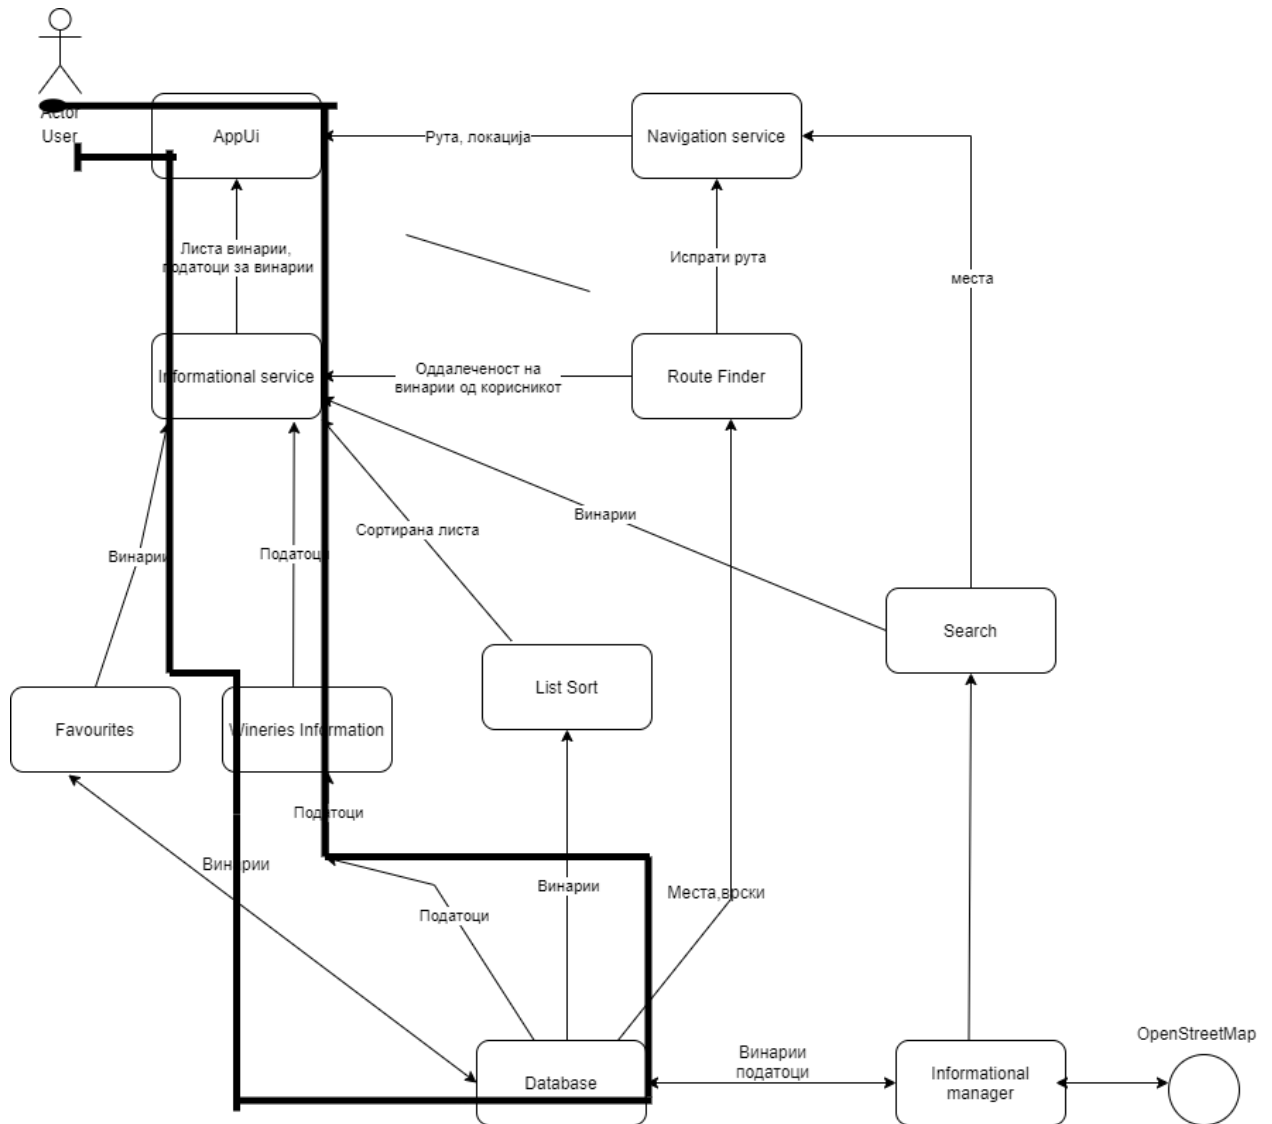 Actor
User
AppUi
Рута, локација
Navigation service
Листа винарии,
податоци за винарии
Испрати рута
места
Informational service
Оддалеченост на
винарии од корисникот
Route Finder
Винарии
Сортирана листа
Винарии
Податоци
Search
List Sort
Favourites
Wineries Information
Податоци
Винарии
Винарии
Места,врски
Податоци
OpenStreetMap
Винарии
податоци
Database
Informational
manager